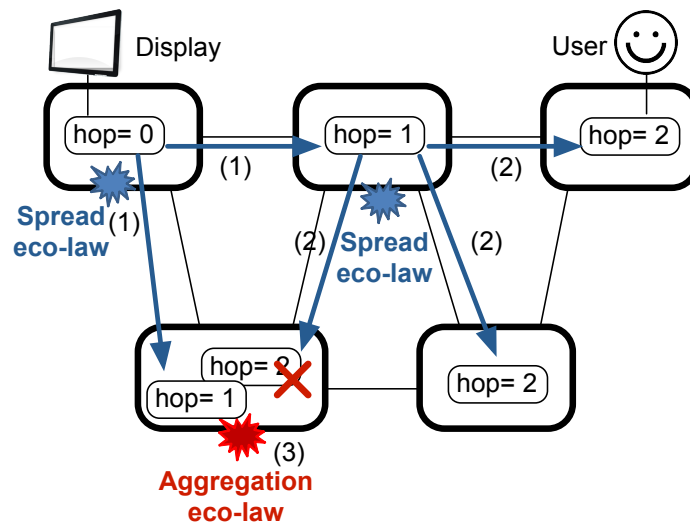 Display
User
hop= 0
hop= 1
hop= 2
(1)
(2)
Spread
eco-law
(1)
(2)
Spread
eco-law
(2)
hop= 2
hop= 1
hop= 2
(3)
Aggregation
eco-law